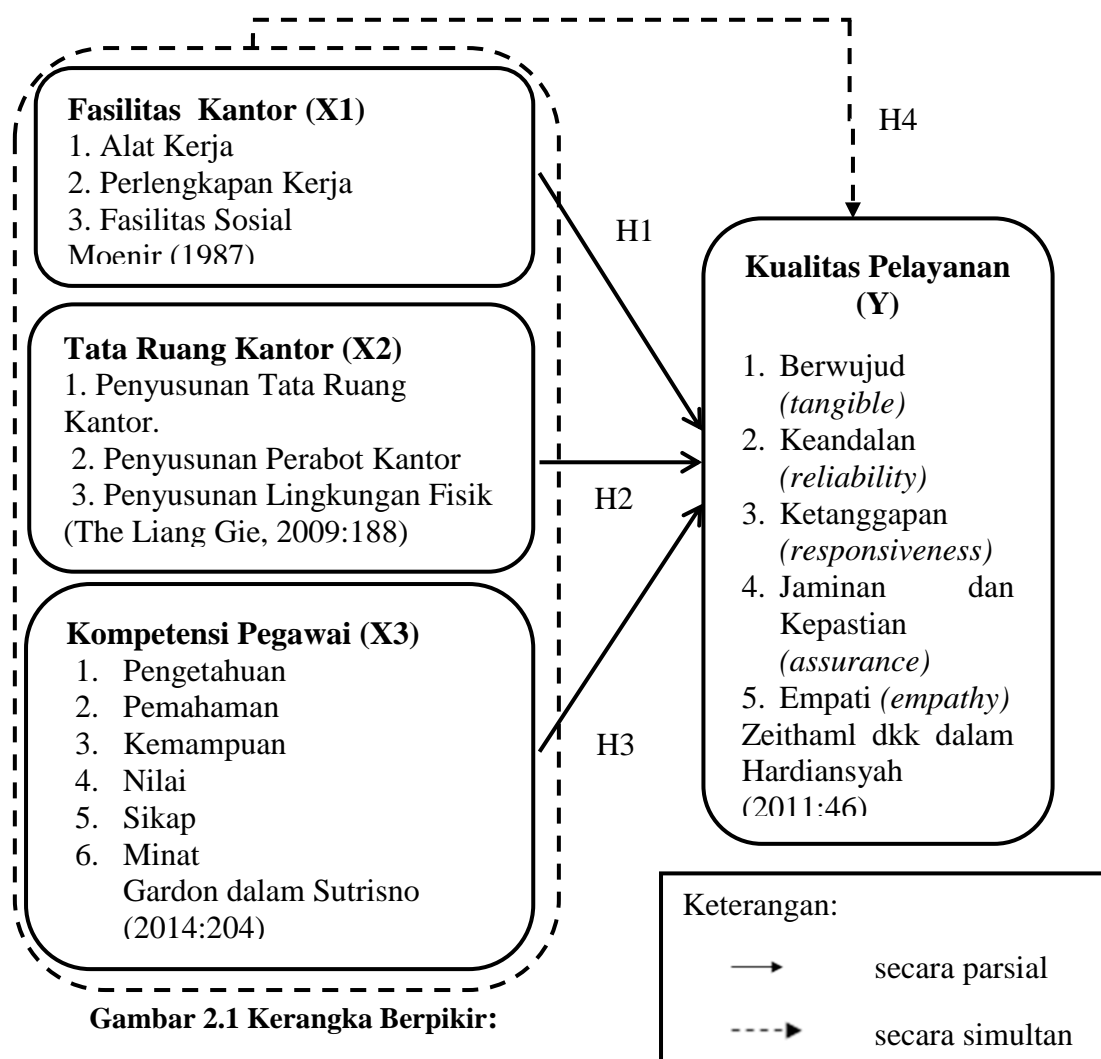 Fasilitas Kantor (X1)
1. Alat Kerja
2. Perlengkapan Kerja
3. Fasilitas Sosial
Moenir (1987)
Tata Ruang Kantor (X2)
1. Penyusunan Tata Ruang
Kantor.
2. Penyusunan Perabot Kantor
3. Penyusunan Lingkungan Fisik
(The Liang Gie, 2009:188)
Kompetensi Pegawai (X3)
1. Pengetahuan
2. Pemahaman
3. Kemampuan
4. Nilai
5. Sikap
6. Minat
Gardon dalam Sutrisno
(2014:204)
H1
H2
H3
H4
Kualitas Pelayanan
(Y)
1. Berwujud
(tangible)
2. Keandalan
(reliability)
3. Ketanggapan
(responsiveness)
4. Jaminan dan
Kepastian
(assurance)
5. Empati (empathy)
Zeithaml dkk dalam
Hardiansyah
(2011:46)
Keterangan:
secara parsial
secara simultan
Gambar 2.1 Kerangka Berpikir: